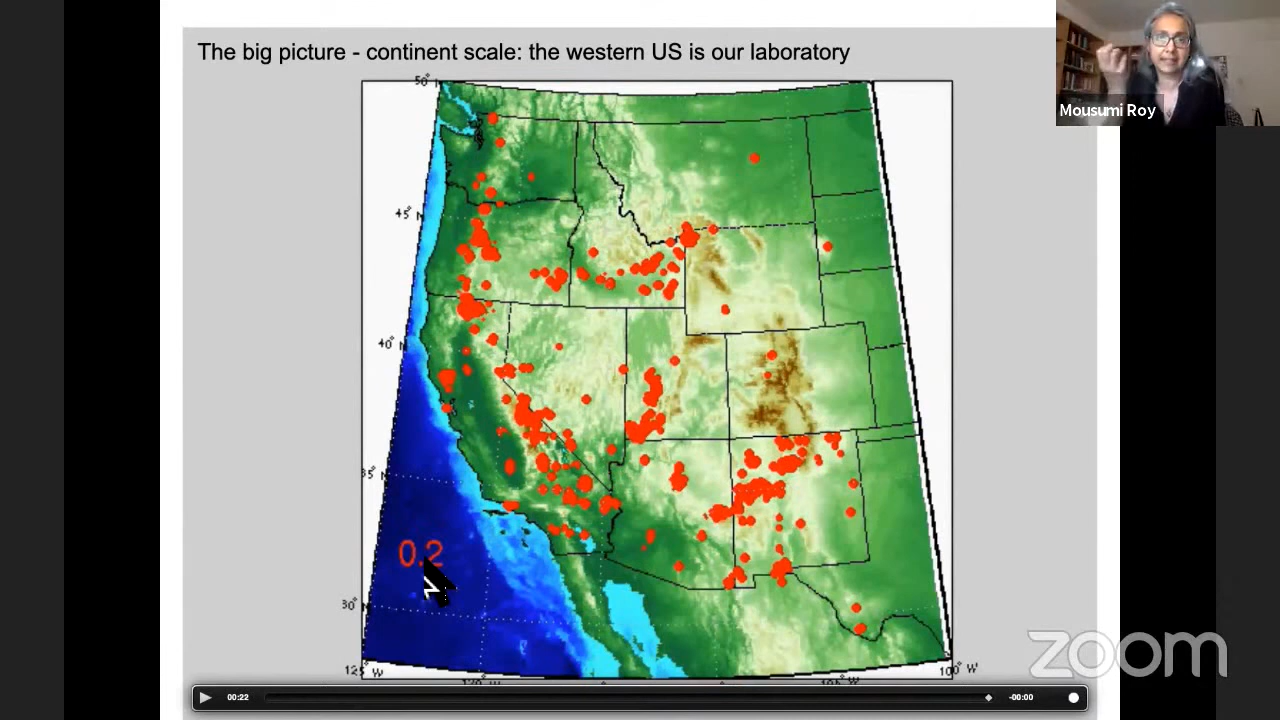 The big picture - continent scale: the western US is our laboratory
Mousumi Roy
50°
45° N
40° N
35° N
30° N
0.2
125° W
100° W
zoom
00:22
-00:00